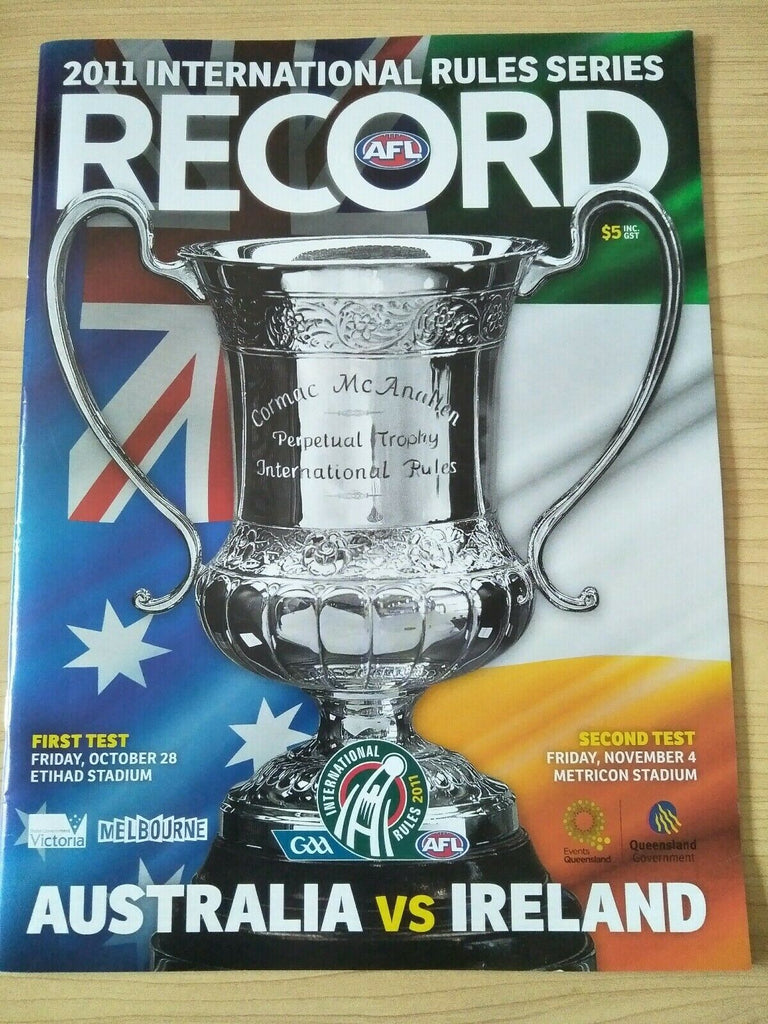 2011 INTERNATIONAL RULES SERIES
RECORD
AFL
$5 INC. GST
Cormac McAnallen
Perpetual Trophy
International Rules
FIRST TEST
FRIDAY, OCTOBER 28
ETIHAD STADIUM
SECOND TEST
FRIDAY, NOVEMBER 4
METRICON STADIUM
Victoria
MELBOURNE
INTERNATIONAL RULES 2011
GAA
AFL
Events
Queensland
Queensland
Government
AUSTRALIA VS IRELAND